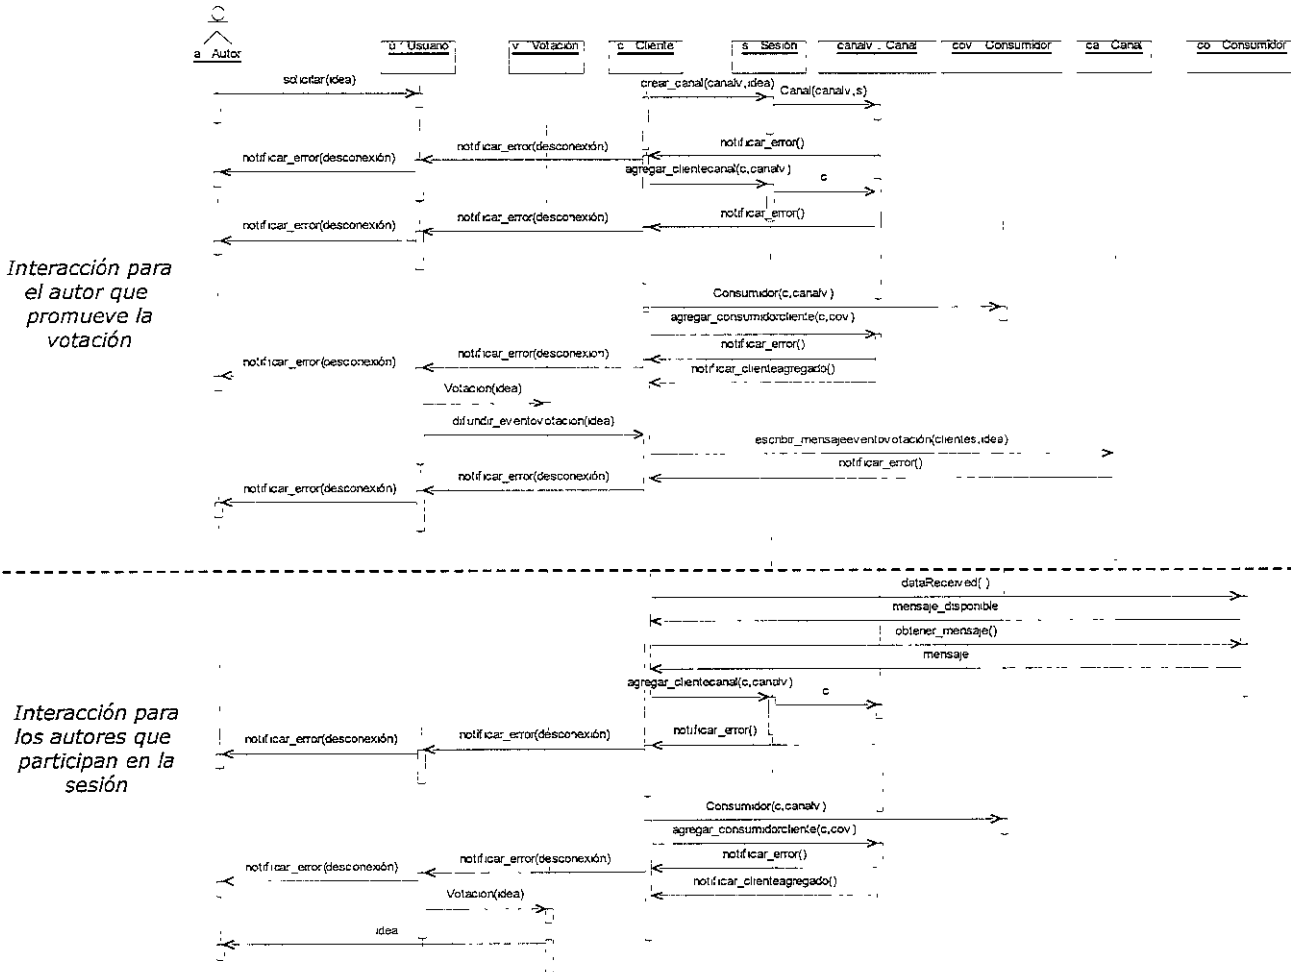 a Autor
u Usuario
v Votación
c Cliente
s Sesión
canalv . Canal
cov Consumidor
ca Canal
co Consumidor
solicitar(idea)
crear_canal(canalv,idea)
Canal(canalv,s)
notificar_error()
notificar_error(desconexión)
notificar_error(desconexión)
agregar_clientecanal(c,canalv)
c
notificar_error()
notificar_error(desconexión)
notificar_error(desconexión)
Interacción para
el autor que
promueve la
votación
Consumidor(c,canalv)
agregar_consumidorcliente(c,cov)
notificar_error()
notificar_error(desconexión)
notificar_error(desconexión)
notificar_clienteagregado()
Votacion(idea)
difundir_eventovotacion(idea)
escribir_mensajeeventovotación(clientes,idea)
notificar_error()
notificar_error(desconexión)
notificar_error(desconexión)
dataReceived( )
mensaje_disponible
obtener_mensaje()
mensaje
agregar_clientecanal(c,canalv)
c
Interacción para
los autores que
participan en la
sesión
notificar_error()
notificar_error(desconexión)
notificar_error(desconexión)
Consumidor(c,canalv)
agregar_consumidorcliente(c,cov)
notificar_error()
notificar_error(desconexión)
notificar_error(desconexión)
notificar_clienteagregado()
Votacion(idea)
idea